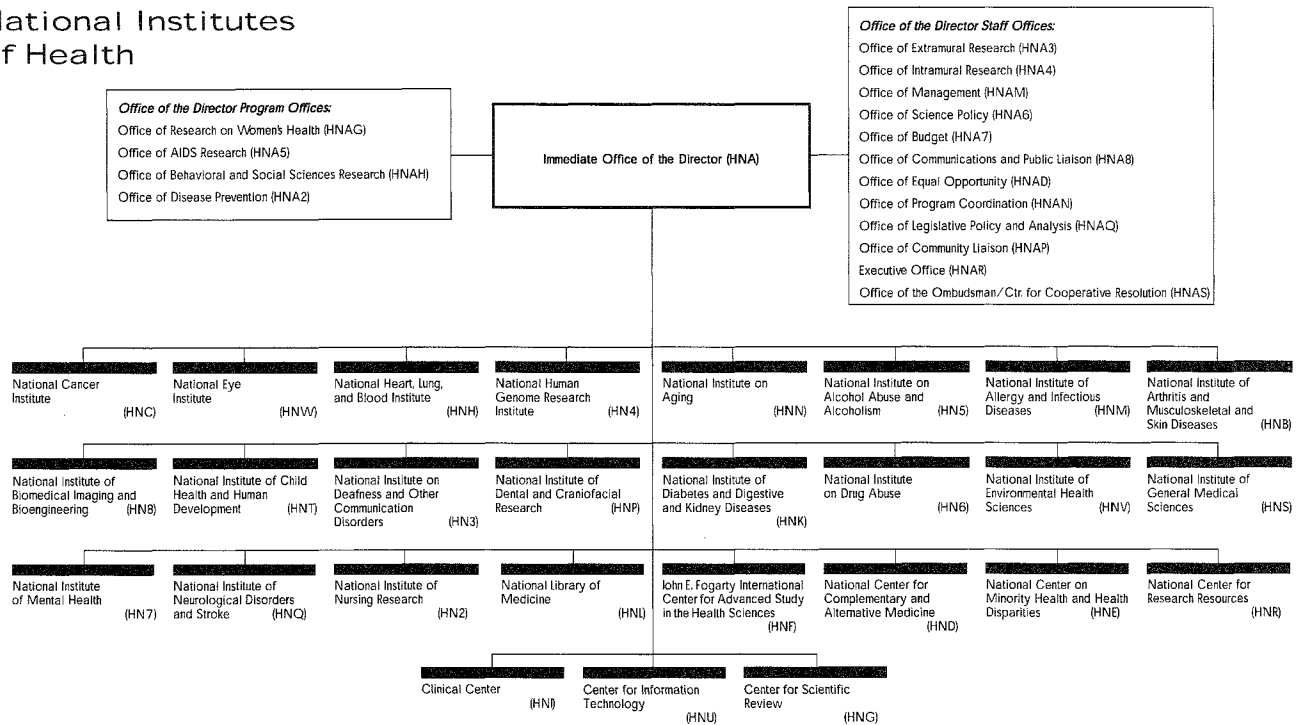 National Institutes
of Health
Office of the Director Program Offices:
Office of Research on Women's Health (HNAG)
Office of AIDS Research (HNA5)
Office of Behavioral and Social Sciences Research (HNAH)
Office of Disease Prevention (HNA2)
Immediate Office of the Director (HNA)
Office of the Director Staff Offices:
Office of Extramural Research (HNA3)
Office of Intramural Research (HNA4)
Office of Management (HNAM)
Office of Science Policy (HNA6)
Office of Budget (HNA7)
Office of Communications and Public Liaison (HNA8)
Office of Equal Opportunity (HNAD)
Office of Program Coordination (HNAN)
Office of Legislative Policy and Analysis (HNAQ)
Office of Community Liaison (HNAP)
Executive Office (HNAR)
Office of the Ombudsman/Ctr. for Cooperative Resolution (HNAS)
National Cancer
Institute
(HNC)
National Eye
Institute
(HNW)
National Heart, Lung,
and Blood Institute
(HNH)
National Human
Genome Research
Institute (HN4)
National Institute on
Aging
(HNN)
National Institute on
Alcohol Abuse and
Alcoholism (HN5)
National Institute of
Allergy and Infectious
Diseases (HNM)
National Institute of
Arthritis and
Musculoskeletal and
Skin Diseases (HNB)
National Institute of
Biomedical Imaging and
Bioengineering (HN8)
National Institute of Child
Health and Human
Development (HNT)
National Institute on
Deafness and Other
Communication
Disorders (HN3)
National Institute of
Dental and Craniofacial
Research (HNP)
National Institute of
Diabetes and Digestive
and Kidney Diseases
(HNK)
National Institute
on Drug Abuse
(HN6)
National Institute of
Environmental Health
Sciences (HNV)
National Institute of
General Medical
Sciences (HNS)
National Institute
of Mental Health
(HN7)
National Institute of
Neurological Disorders
and Stroke (HNQ)
National Institute of
Nursing Research
(HN2)
National Library of
Medicine
(HNL)
John E. Fogarty International
Center for Advanced Study
in the Health Sciences
(HNF)
National Center for
Complementary and
Alternative Medicine
(HND)
National Center on
Minority Health and Health
Disparities (HNE)
National Center for
Research Resources
(HNR)
Clinical Center
(HNI)
Center for Information
Technology
(HNU)
Center for Scientific
Review
(HNG)